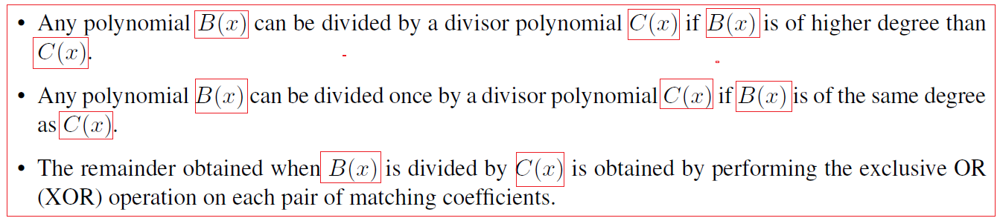 • Any polynomial B(x) can be divided by a divisor polynomial C(x) if B(x) is of higher degree than
C(x).
• Any polynomial B(x) can be divided once by a divisor polynomial C(x) if B(x) is of the same degree
as C(x).
• The remainder obtained when B(x) is divided by C(x) is obtained by performing the exclusive OR
(XOR) operation on each pair of matching coefficients.